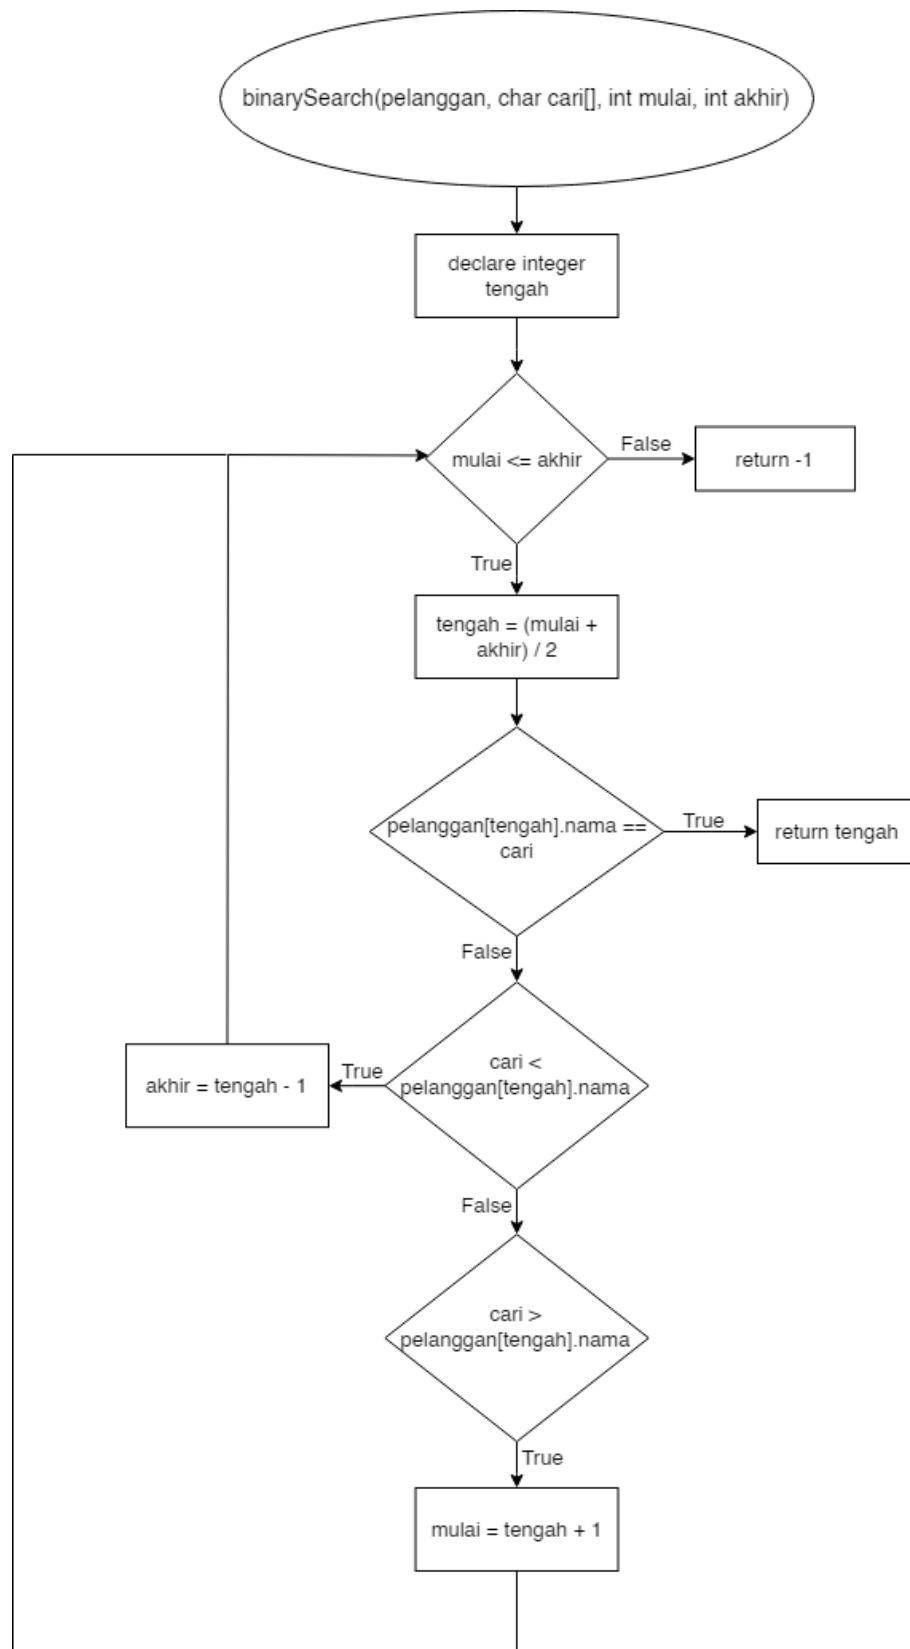 binarySearch(pelanggan, char cari[], int mulai, int akhir)
declare integer
tengah
mulai <= akhir
False
return -1
True
tengah = (mulai +
akhir) / 2
pelanggan[tengah].nama ==
cari
True
return tengah
False
cari <
pelanggan[tengah].nama
True
akhir = tengah - 1
False
cari >
pelanggan[tengah].nama
True
mulai = tengah + 1